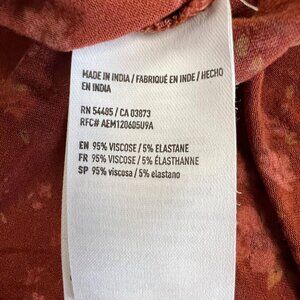 MADE IN INDIA / FABRIQUÉ EN INDE / HECHO
EN INDIA
RN 54485 / CA 03873
RFC# AEM120605U9A
EN 95% VISCOSE / 5% ELASTANE
FR 95% VISCOSE / 5% ÉLASTHANNE
SP 95% viscosa / 5% elastano